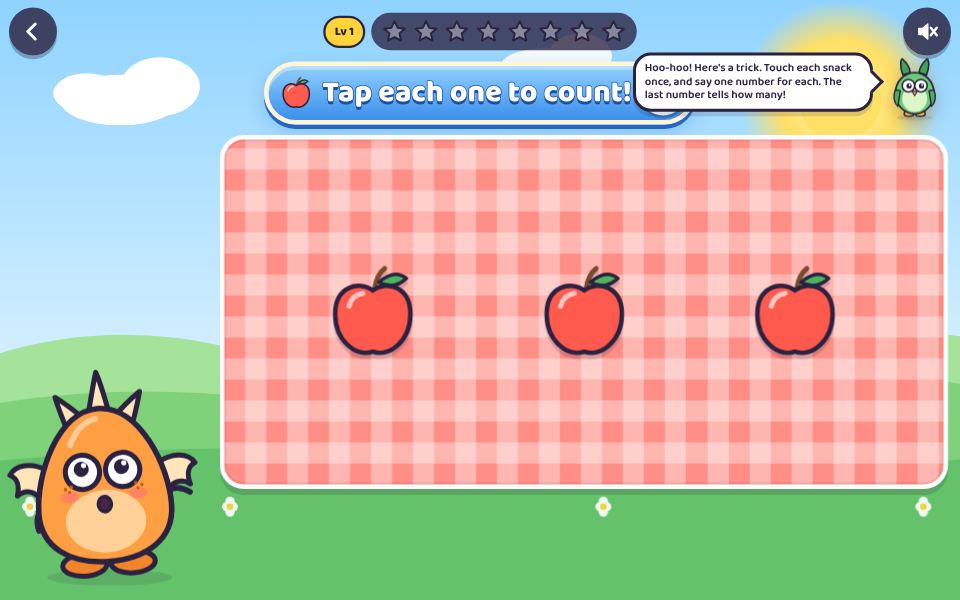 Lv 1
Tap each one to count!
Hoo-hoo! Here's a trick. Touch each snack
once, and say one number for each. The
last number tells how many!